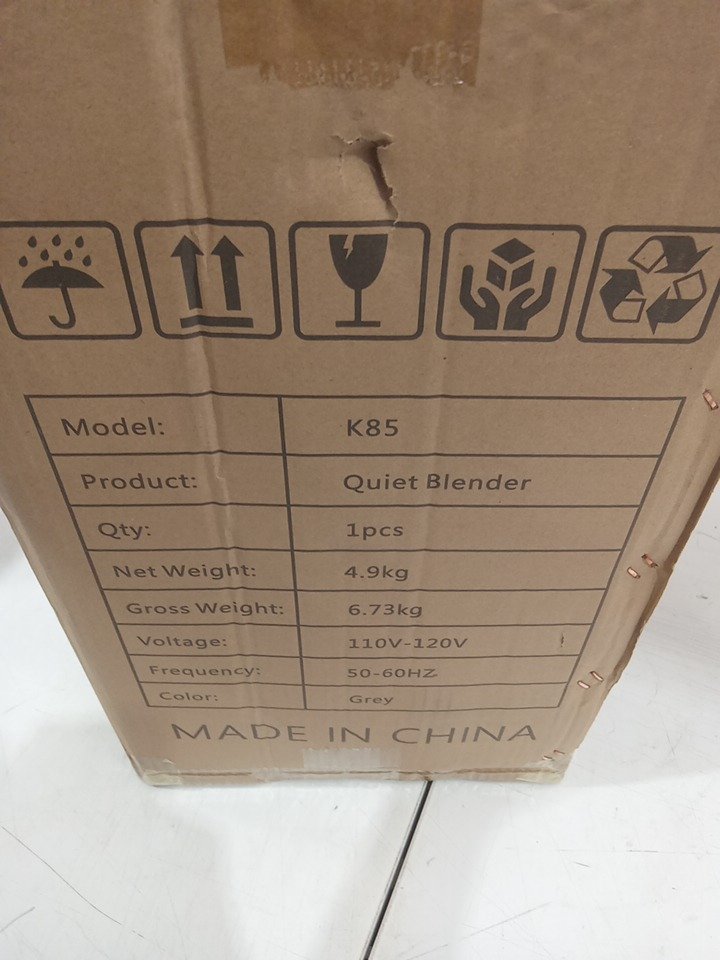 Model: K85
Product: Quiet Blender
Qty: 1pcs
Net Weight: 4.9kg
Gross Weight: 6.73kg
Voltage: 110V-120V
Frequency: 50-60HZ
Color: Grey
MADE IN CHINA